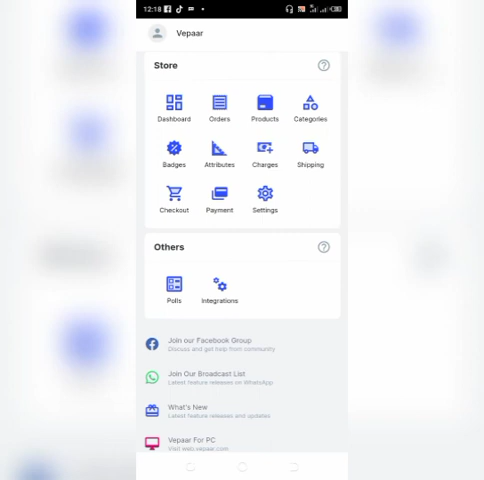 12:18
Vepaar
Store
Dashboard Orders Products Categories
Badges Attributes Charges Shipping
Checkout Payment Settings
Others
Polls Integrations
Join our Facebook Group
Discuss and get help from community
Join Our Broadcast List
Latest feature releases on WhatsApp
What's New
Latest feature releases and updates
Vepaar For PC
Visit web.vepaar.com